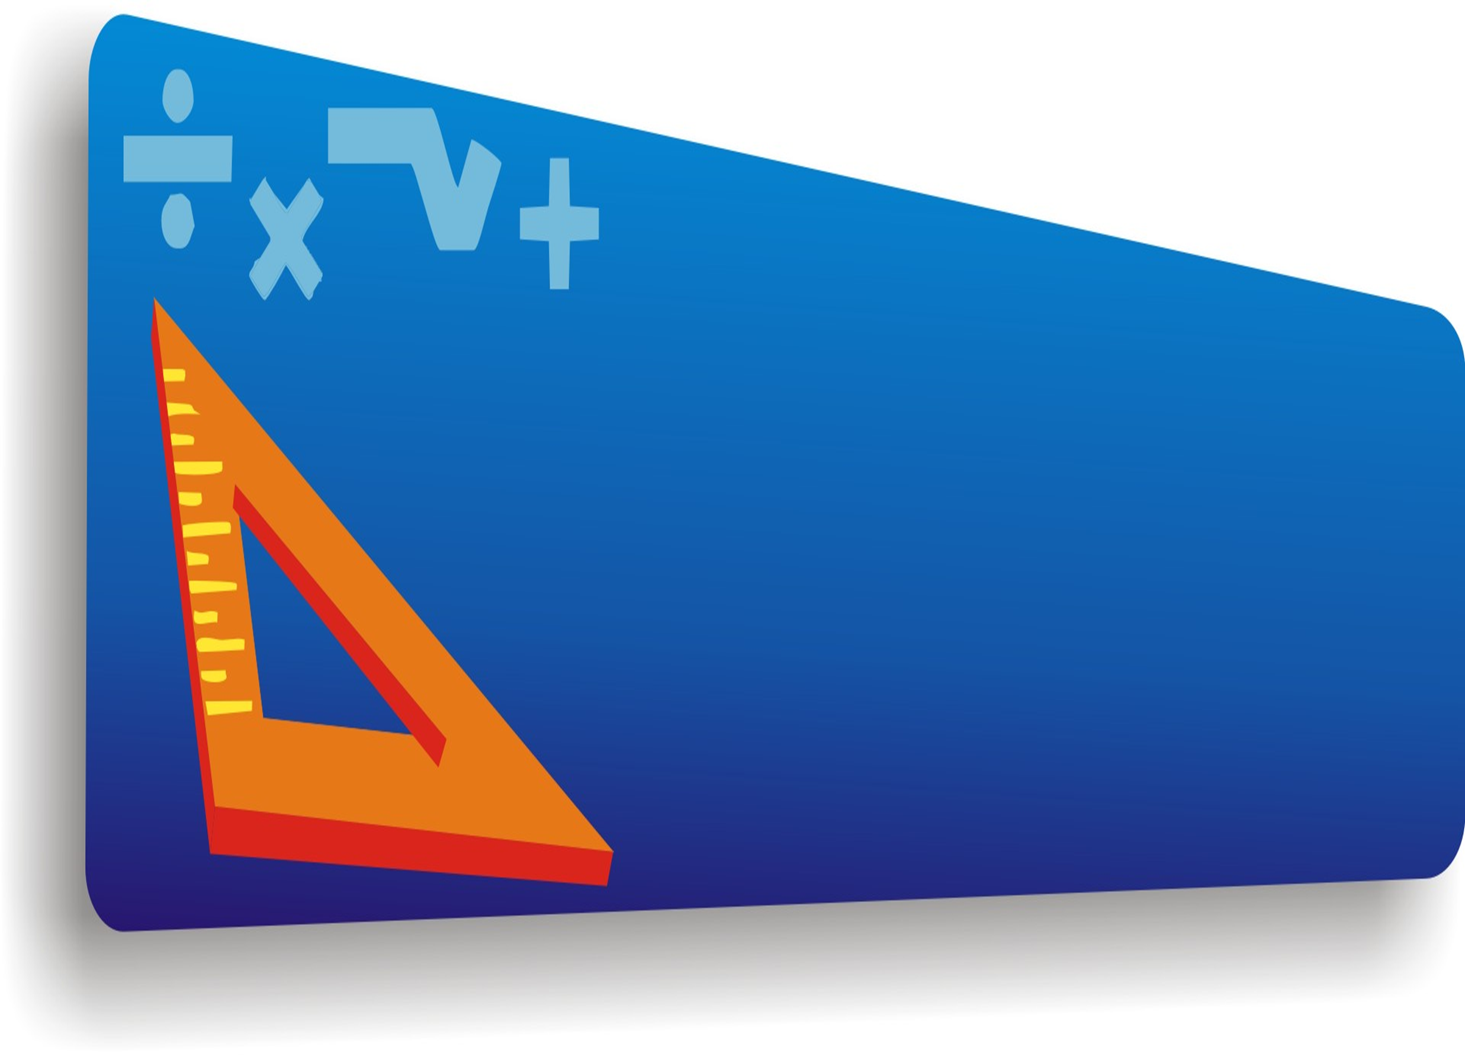 ÷ × √ +